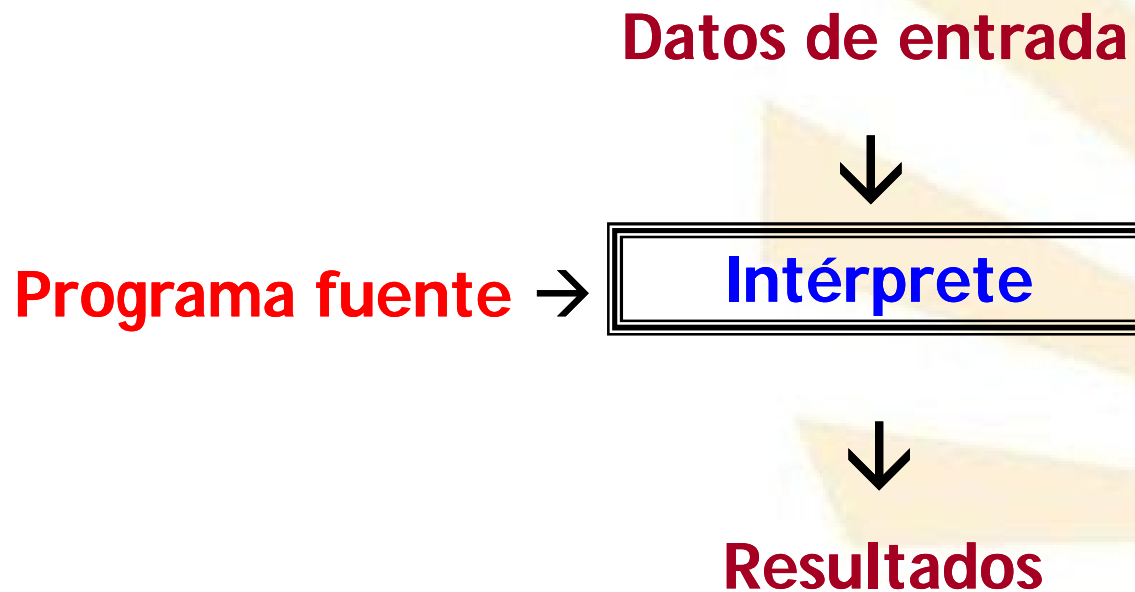 Datos de entrada
↓
Programa fuente → Intérprete
↓
Resultados